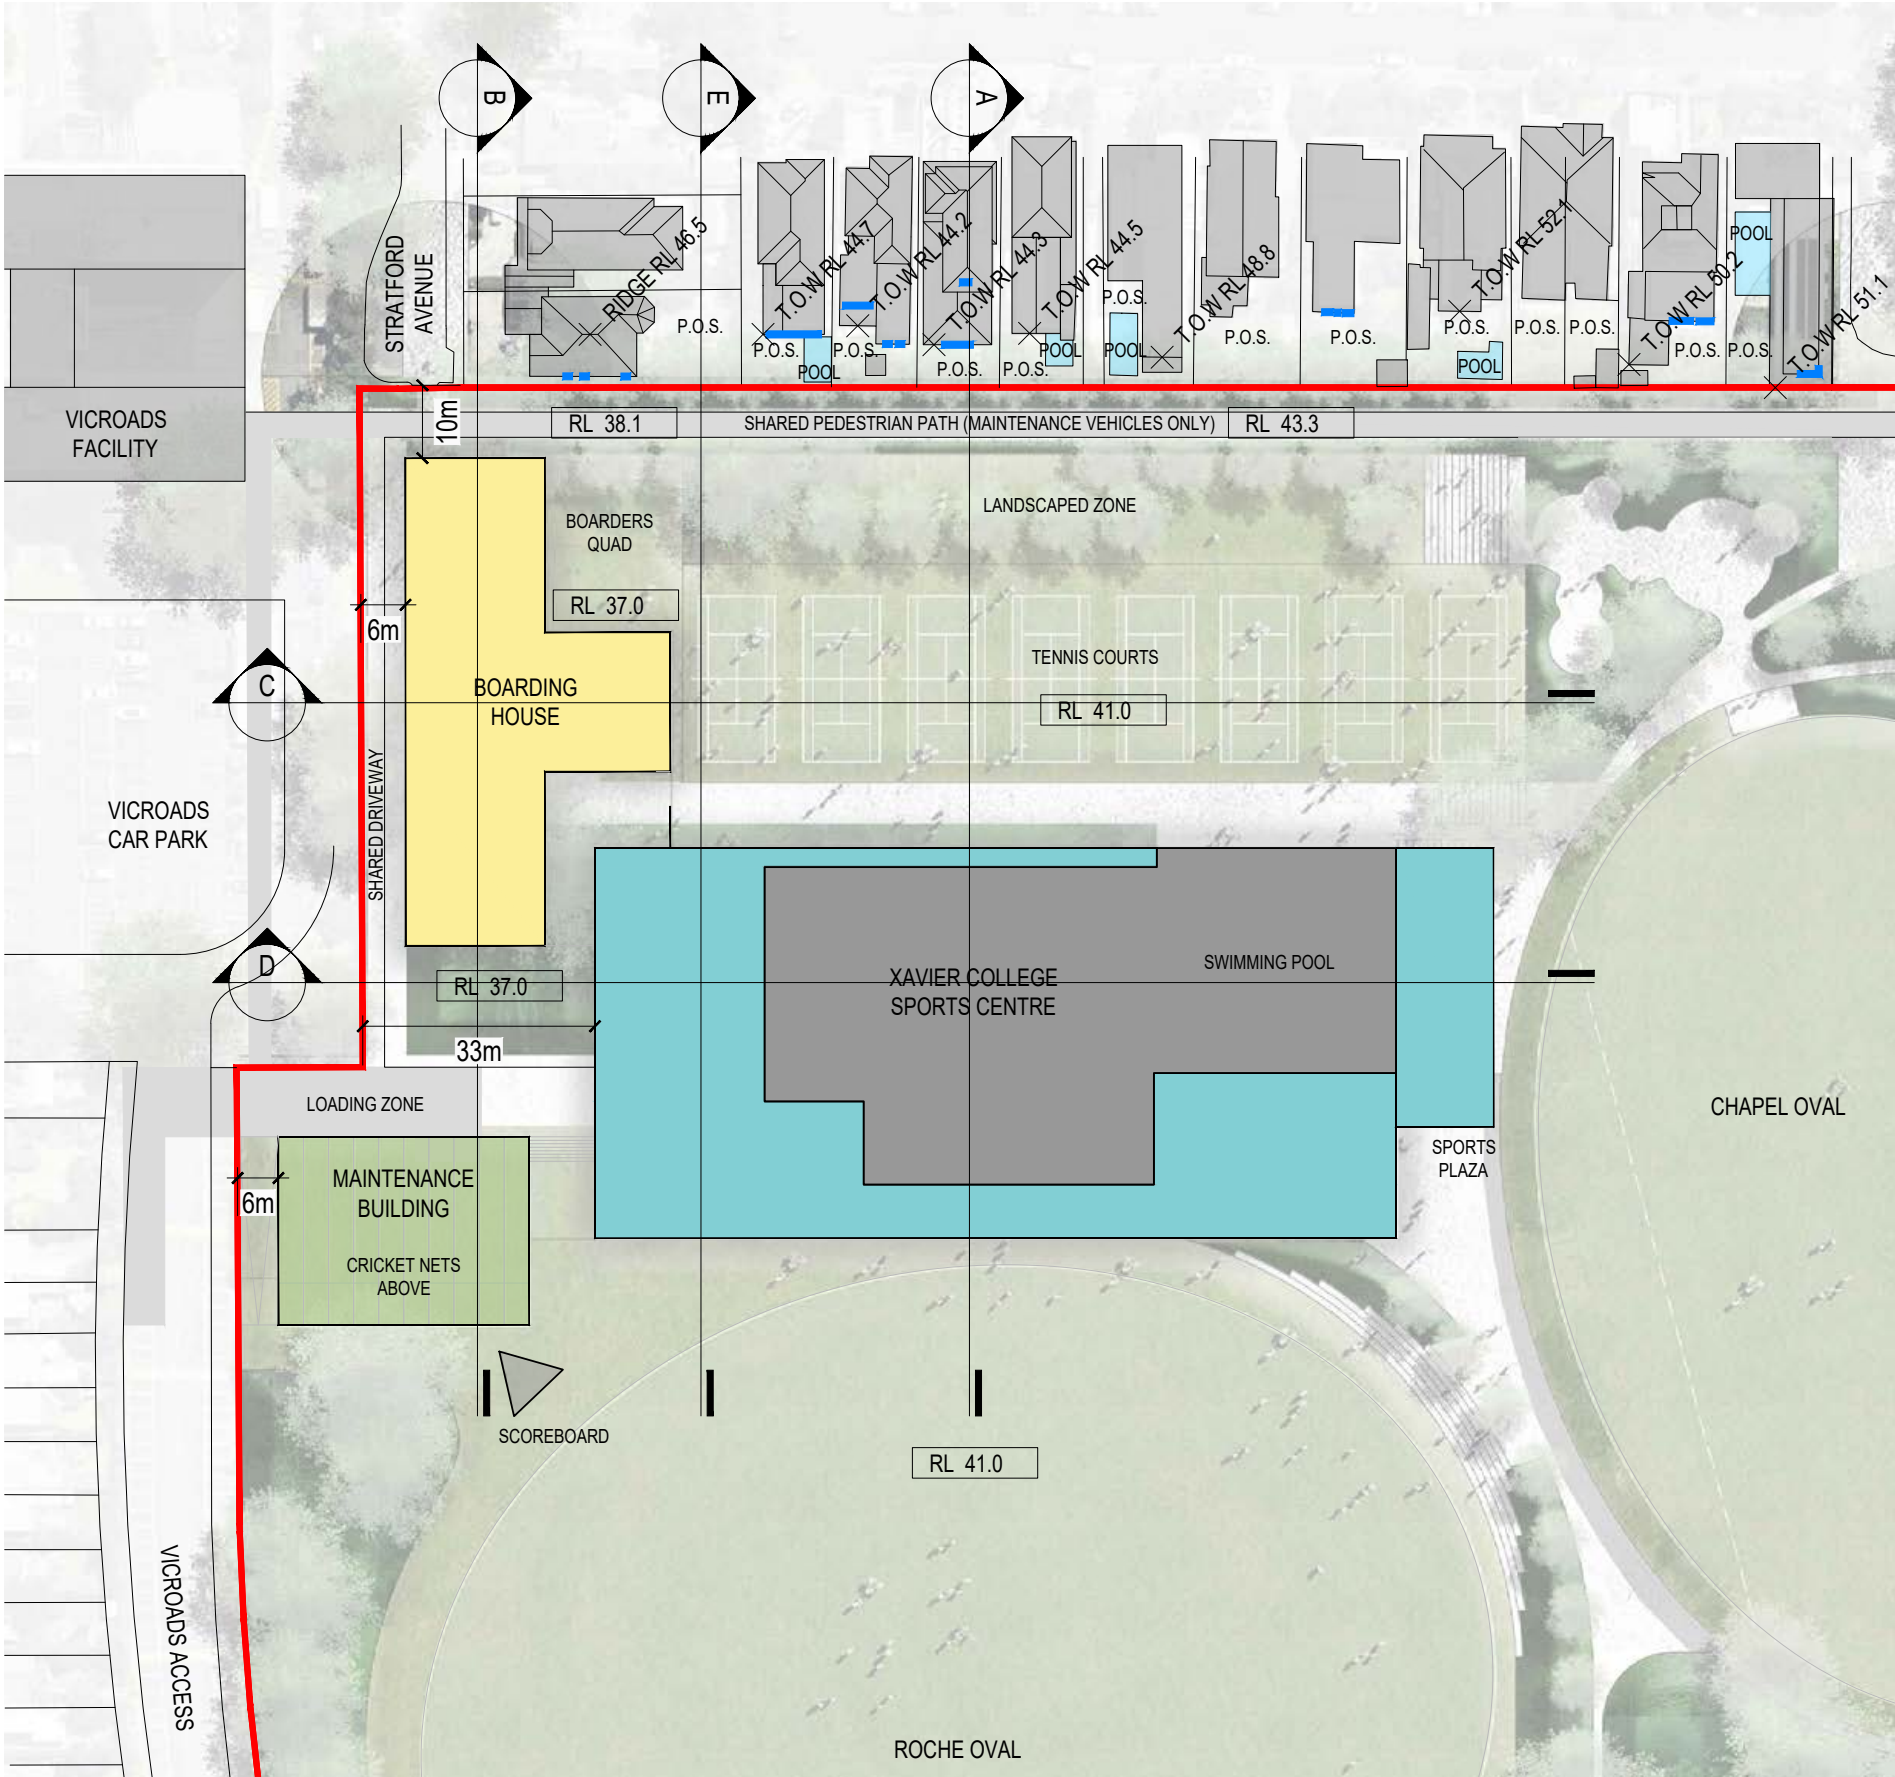 B
E
A
STRATFORD
AVENUE
RIDGE RL 46.5
T.O.W RL 44.7
T.O.W RL 44.2
T.O.W RL 44.3
T.O.W RL 44.5
T.O.W RL 48.8
T.O.W RL 52.1
T.O.W RL 50.2
T.O.W RL 51.1
P.O.S.
P.O.S.
POOL
P.O.S.
P.O.S.
P.O.S.
POOL
P.O.S.
POOL
P.O.S.
P.O.S.
P.O.S.
POOL
P.O.S.
P.O.S.
P.O.S.
P.O.S.
POOL
VICROADS
FACILITY
10m
RL 38.1
SHARED PEDESTRIAN PATH (MAINTENANCE VEHICLES ONLY)
RL 43.3
LANDSCAPED ZONE
BOARDERS
QUAD
RL 37.0
6m
TENNIS COURTS
RL 41.0
C
BOARDING
HOUSE
SHARED DRIVEWAY
VICROADS
CAR PARK
D
RL 37.0
33m
XAVIER COLLEGE
SPORTS CENTRE
SWIMMING POOL
LOADING ZONE
CHAPEL OVAL
SPORTS
PLAZA
6m
MAINTENANCE
BUILDING
CRICKET NETS
ABOVE
SCOREBOARD
RL 41.0
VICROADS ACCESS
ROCHE OVAL